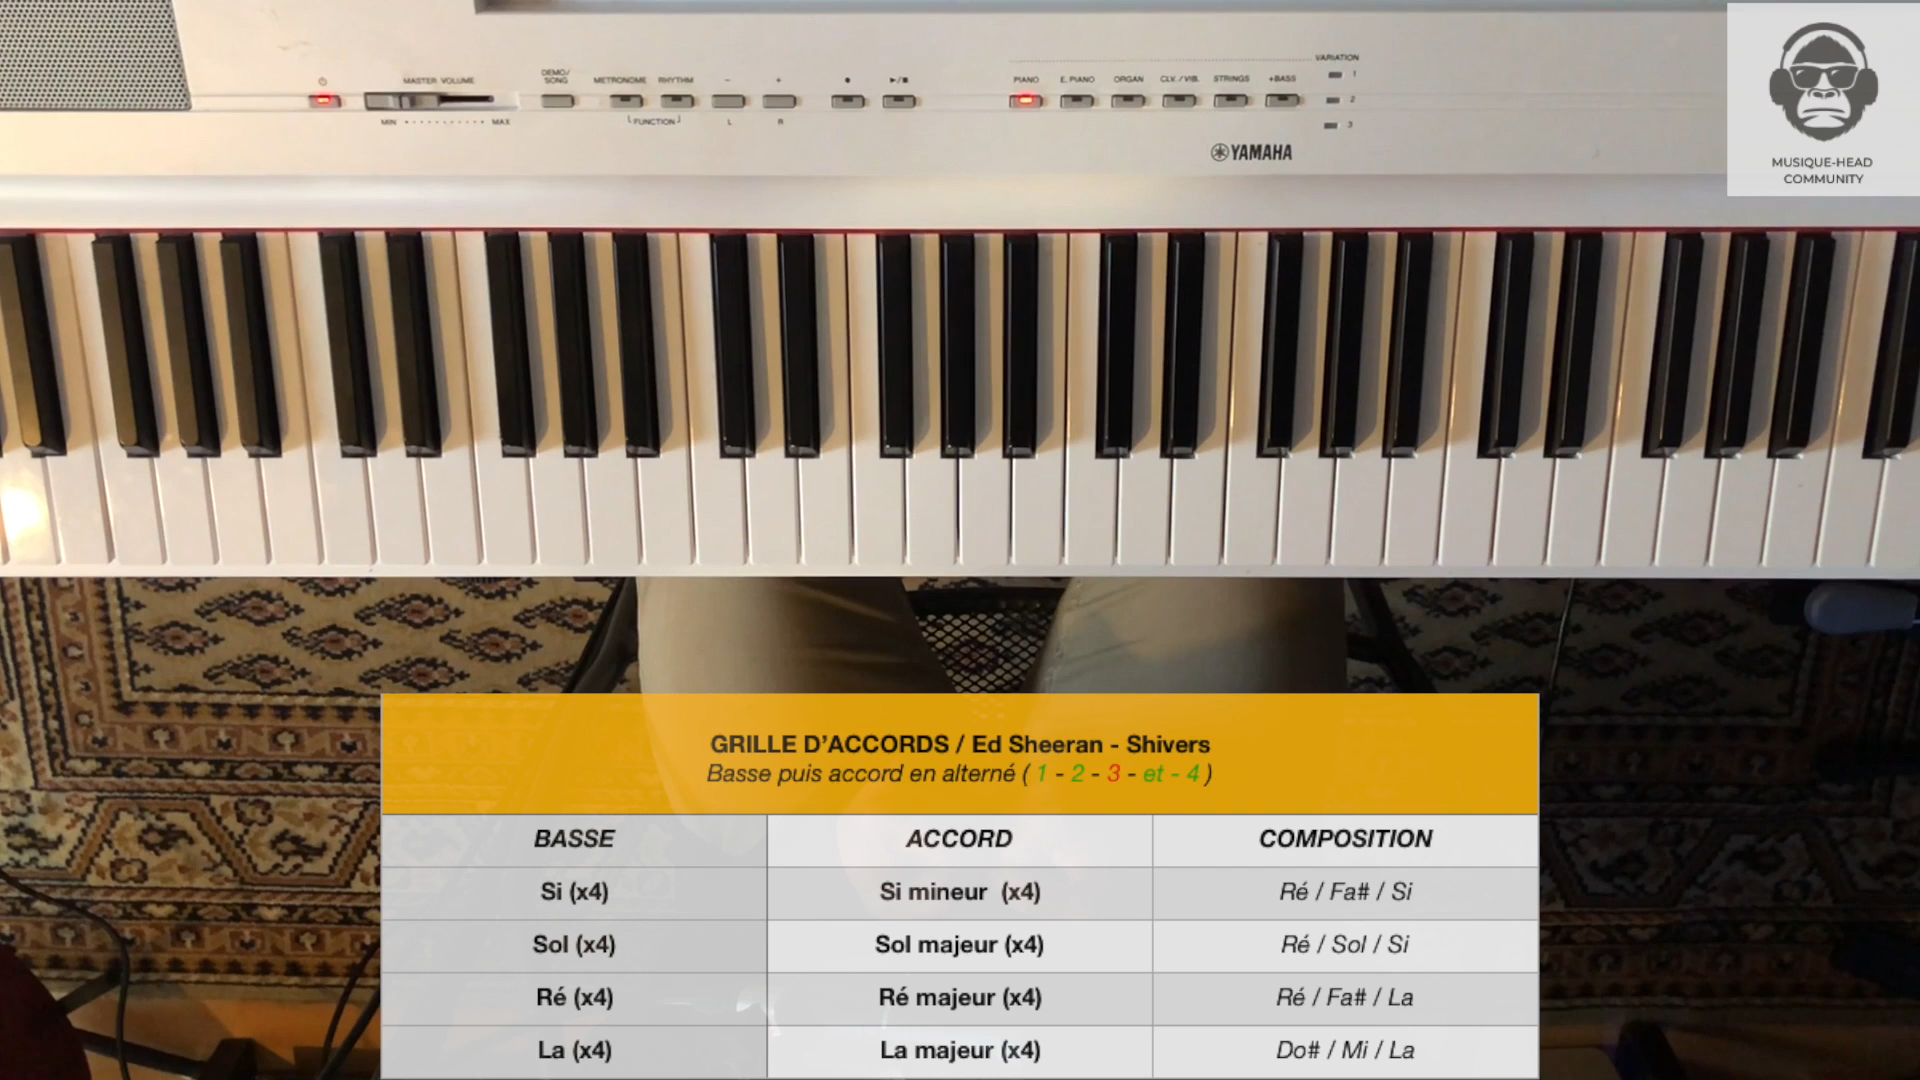 MUSIQUE-HEAD
COMMUNITY
VARIATION
MASTER VOLUME
DEMO/
SONG
METRONOME RHYTHM - +
PIANO E. PIANO ORGAN CLV. / VIB. STRINGS +BASS
1
2
3
MIN MAX
FUNCTION
L R
YAMAHA
GRILLE D'ACCORDS / Ed Sheeran - Shivers
Basse puis accord en alterné ( 1 - 2 - 3 - et - 4 )
BASSE ACCORD COMPOSITION
Si (x4) Si mineur (x4) Ré / Fa# / Si
Sol (x4) Sol majeur (x4) Ré / Sol / Si
Ré (x4) Ré majeur (x4) Ré / Fa# / La
La (x4) La majeur (x4) Do# / Mi / La